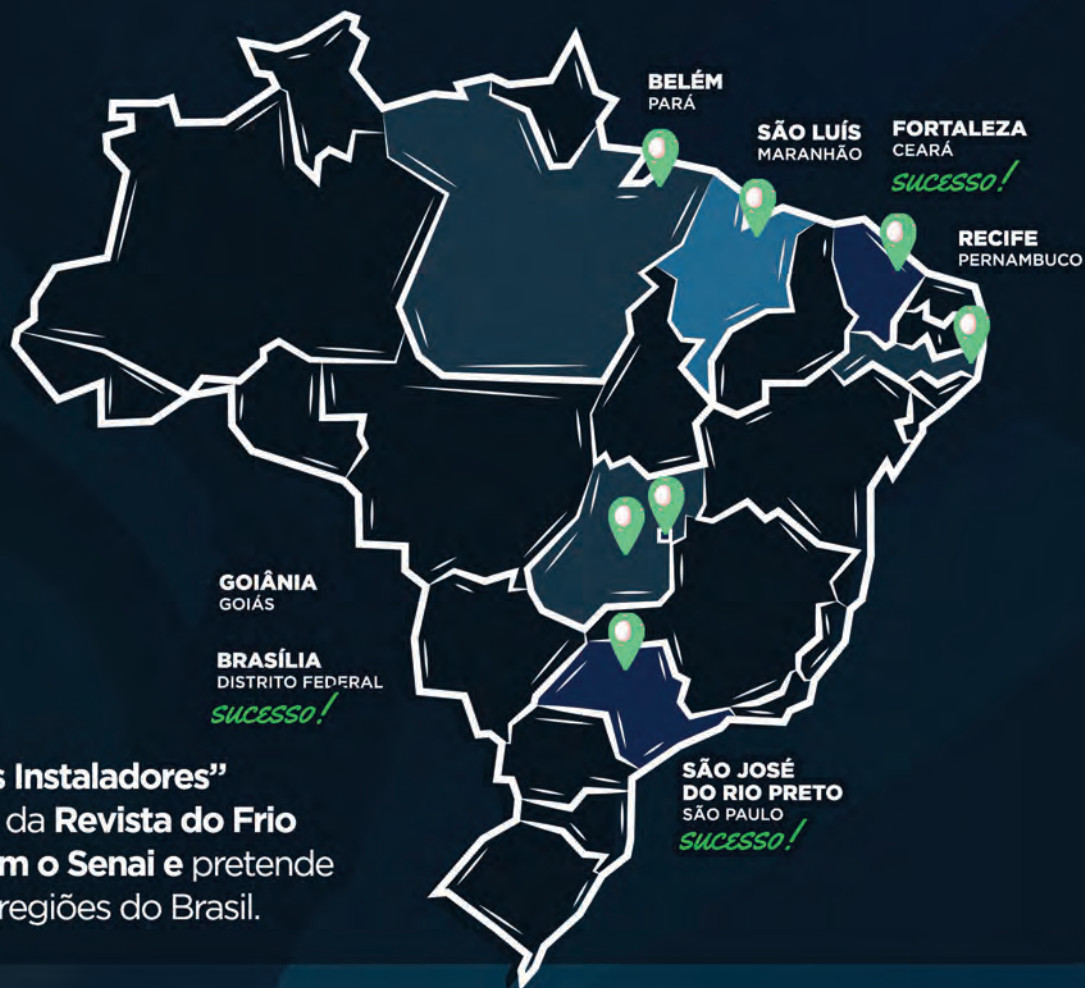 BELÉM
PARÁ
SÃO LUÍS
MARANHÃO
FORTALEZA
CEARÁ
SUCESSO!
RECIFE
PERNAMBUCO
GOIÂNIA
GOIÁS
BRASÍLIA
DISTRITO FEDERAL
SUCESSO!
SÃO JOSÉ
DO RIO PRETO
SÃO PAULO
SUCESSO!
Instaladores”
da Revista do Frio
o Senai e pretende
regiões do Brasil.